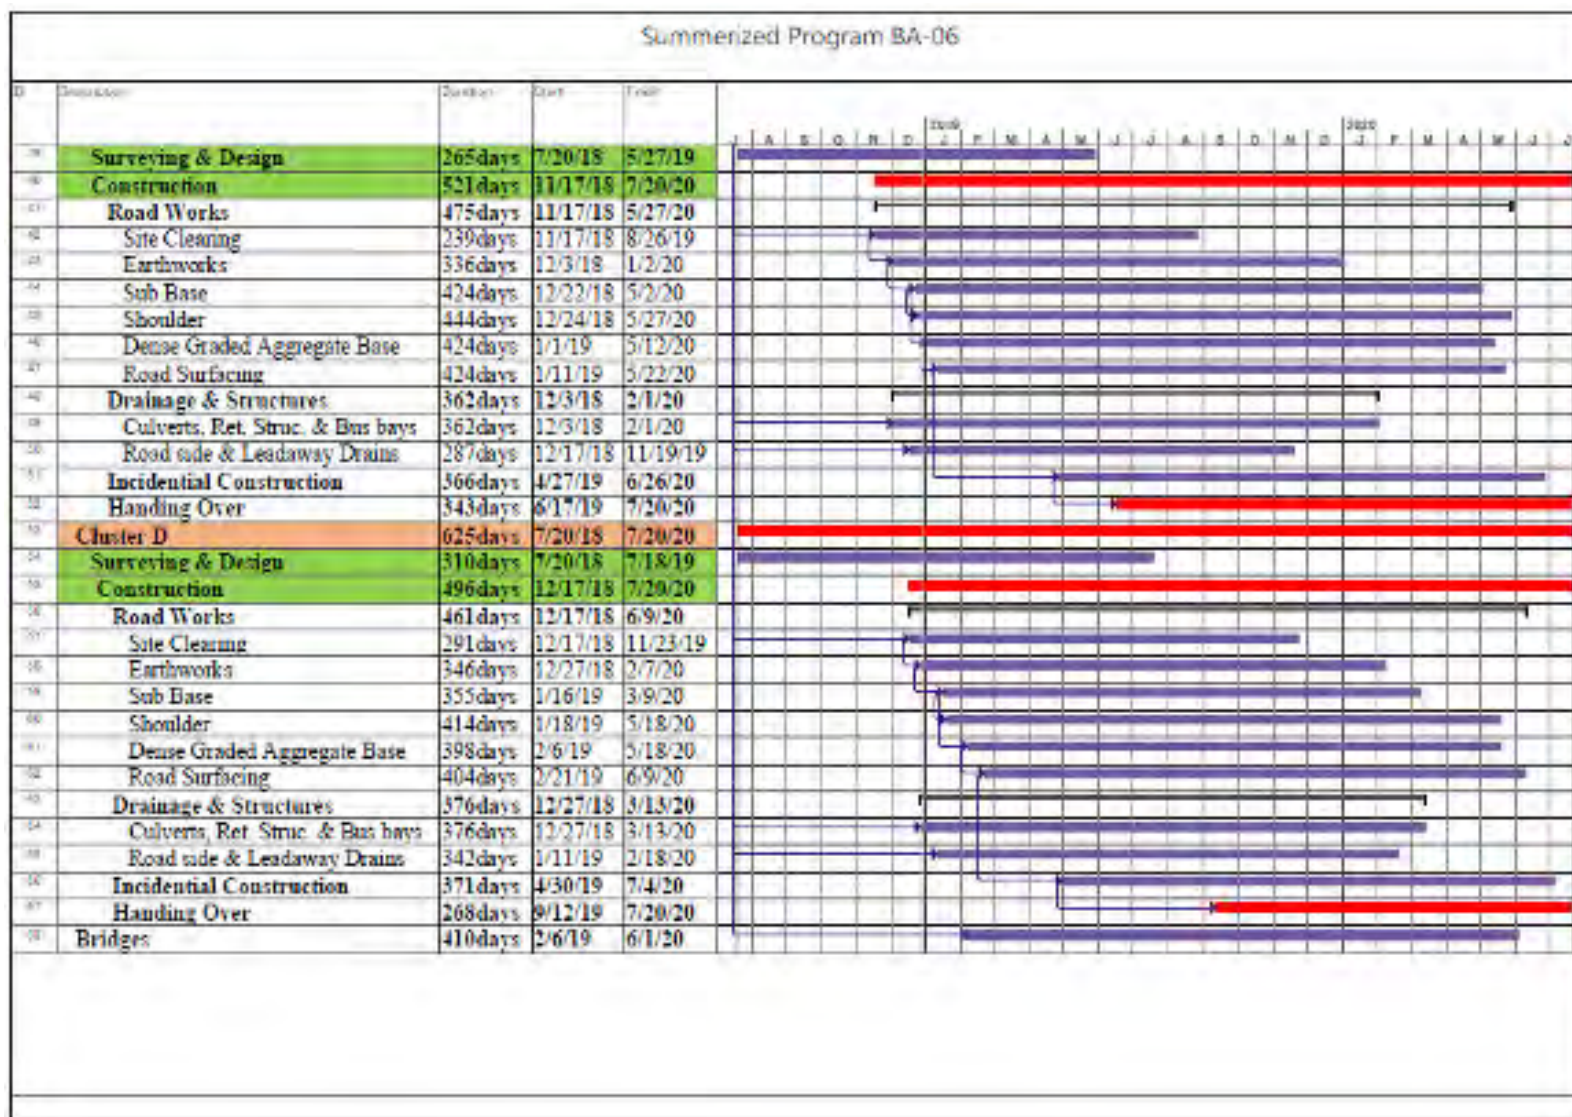 Summerized Program BA-06
Duration Start Finish
2019 2020
J A S O N D J F M A M J J A S O N D J F M A M J J
Surveying & Design 265days 7/20/18 5/27/19
Construction 521days 11/17/18 7/20/20
Road Works 475days 11/17/18 5/27/20
Site Clearing 239days 11/17/18 8/26/19
Earthworks 336days 12/3/18 1/2/20
Sub Base 424days 12/22/18 5/2/20
Shoulder 444days 12/24/18 5/27/20
Dense Graded Aggregate Base 424days 1/1/19 5/12/20
Road Surfacing 424days 1/11/19 5/22/20
Drainage & Structures 362days 12/3/18 2/1/20
Culverts, Ret. Struc. & Bus bays 362days 12/3/18 2/1/20
Road side & Leadaway Drains 287days 12/17/18 11/19/19
Incidential Construction 366days 4/27/19 6/26/20
Handing Over 343days 6/17/19 7/20/20
Cluster D 625days 7/20/18 7/20/20
Surveying & Design 310days 7/20/18 7/18/19
Construction 496days 12/17/18 7/20/20
Road Works 461days 12/17/18 6/9/20
Site Clearing 291days 12/17/18 11/23/19
Earthworks 346days 12/27/18 2/7/20
Sub Base 355days 1/16/19 3/9/20
Shoulder 414days 1/18/19 5/18/20
Dense Graded Aggregate Base 398days 2/6/19 5/18/20
Road Surfacing 404days 2/21/19 6/9/20
Drainage & Structures 376days 12/27/18 3/13/20
Culverts, Ret. Struc. & Bus bays 376days 12/27/18 3/13/20
Road side & Leadaway Drains 342days 1/11/19 2/18/20
Incidential Construction 371days 4/30/19 7/4/20
Handing Over 268days 9/12/19 7/20/20
Bridges 410days 2/6/19 6/1/20